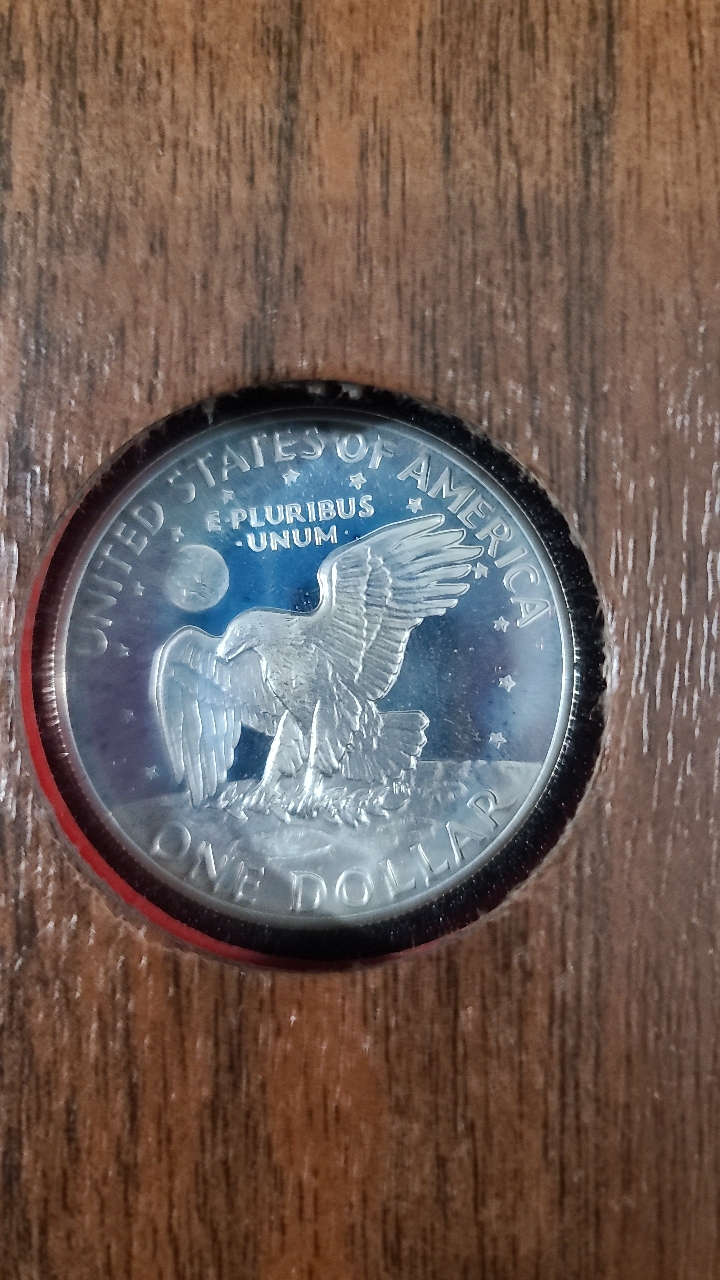 UNITED STATES OF AMERICA
E PLURIBUS
·UNUM·
ONE DOLLAR